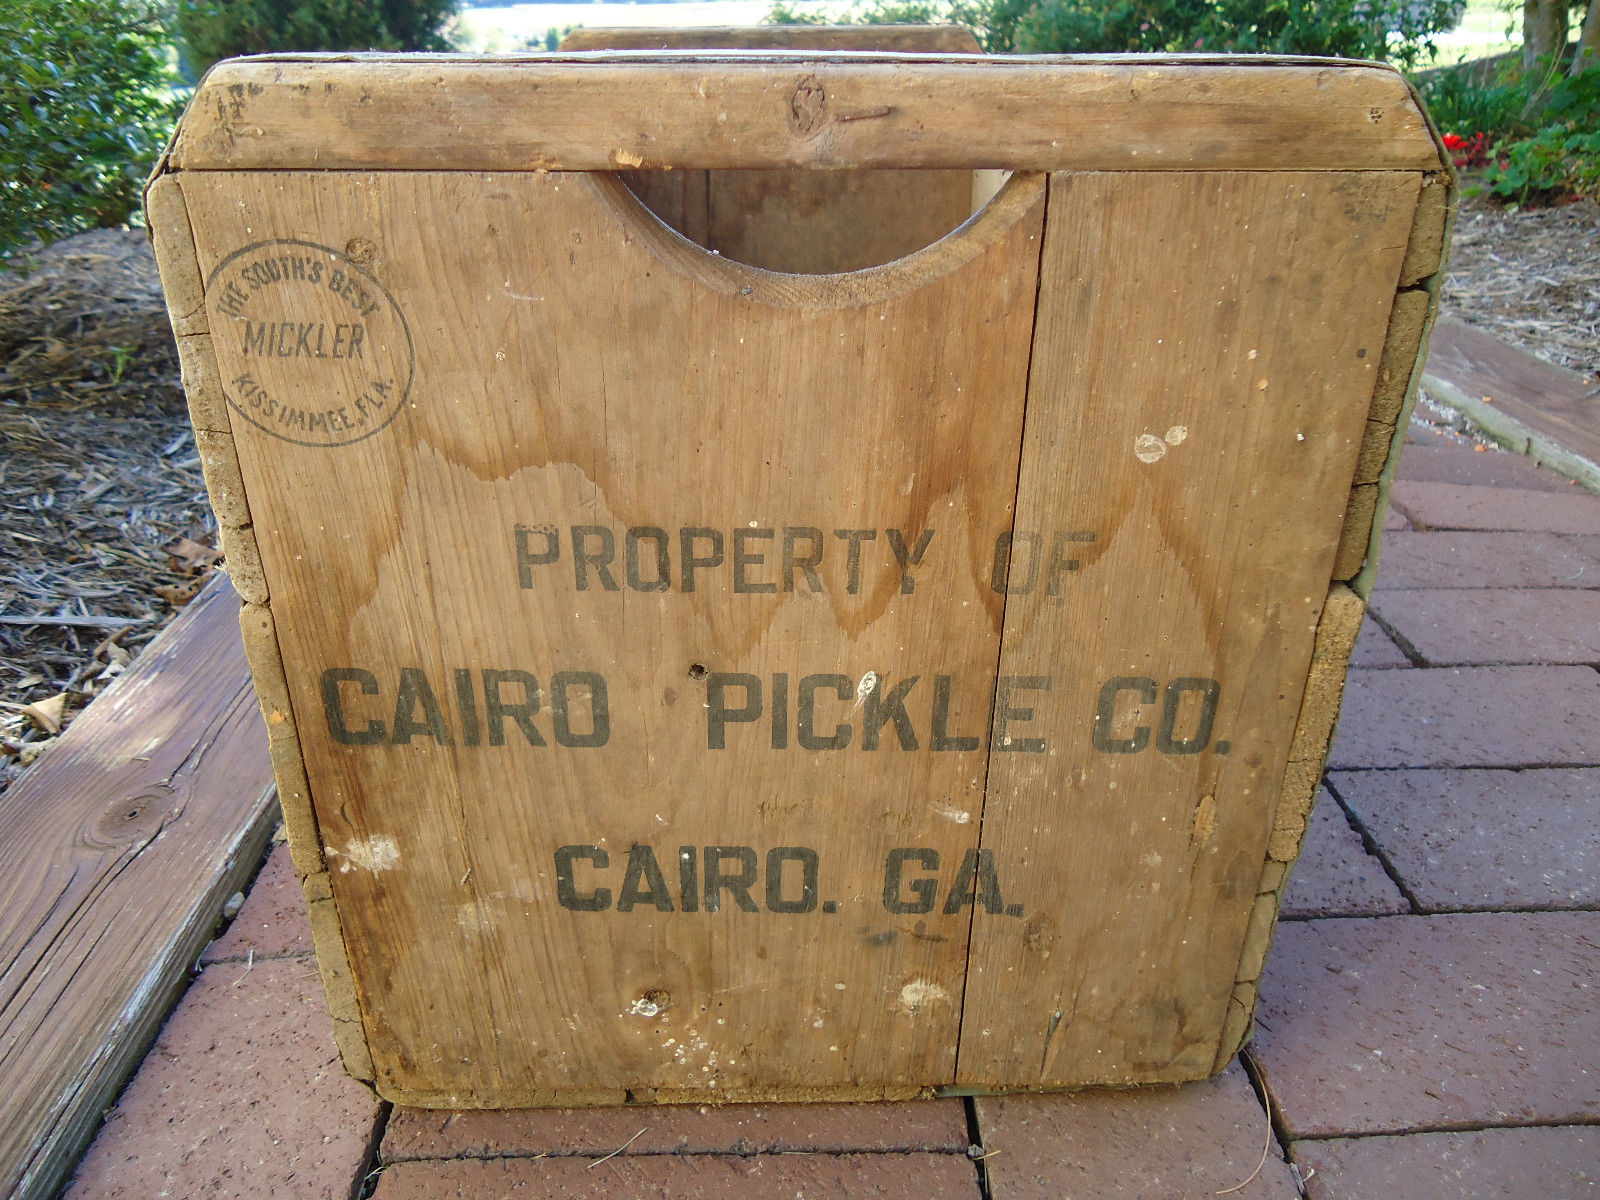 THE SOUTH'S BEST
MICKLER
KISSIMMEE, FLA.
PROPERTY OF
CAIRO PICKLE CO.
CAIRO. GA.